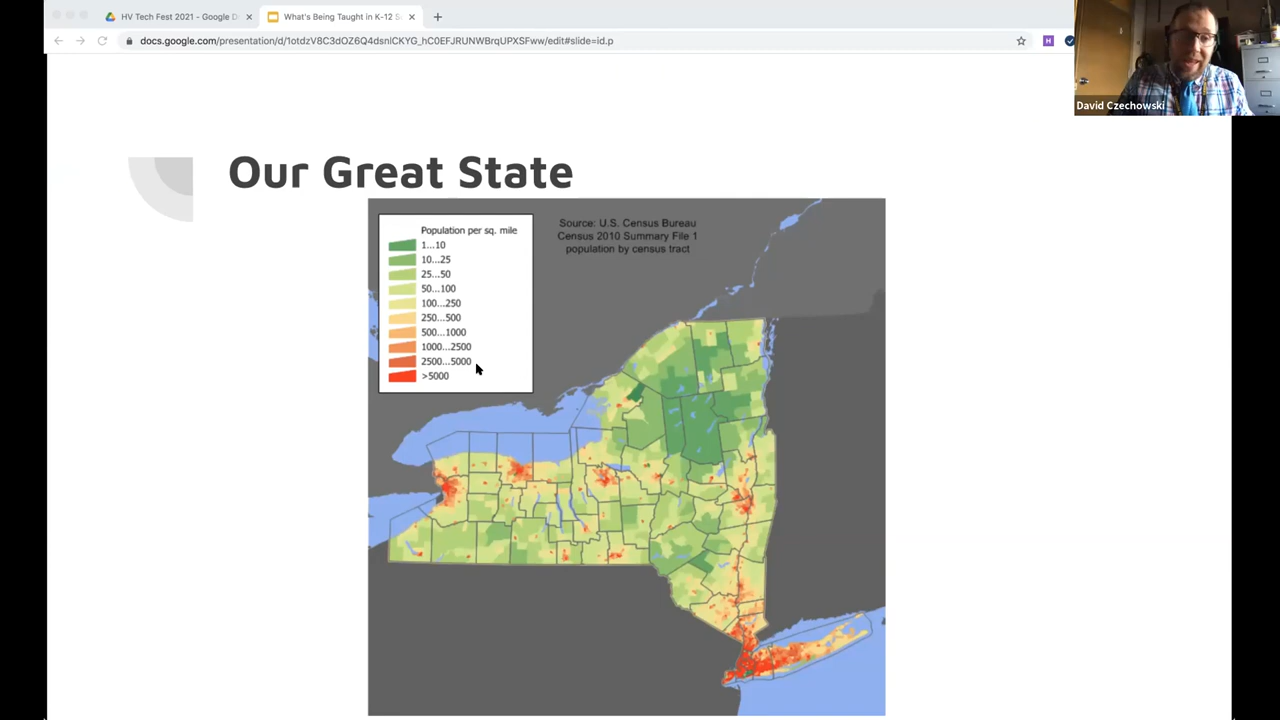 HV Tech Fest 2021 - Google D
What's Being Taught in K-12 S
docs.google.com/presentation/d/1otdzV8C3dOZ6Q4dsnlCKYG_hC0EFJRUNWBrqUPXSFww/edit#slide=id.p
H
David Czechowski
Our Great State
Population per sq. mile
1...10
10...25
25...50
50...100
100...250
250...500
500...1000
1000...2500
2500...5000
>5000
Source: U.S. Census Bureau
Census 2010 Summary File 1
population by census tract